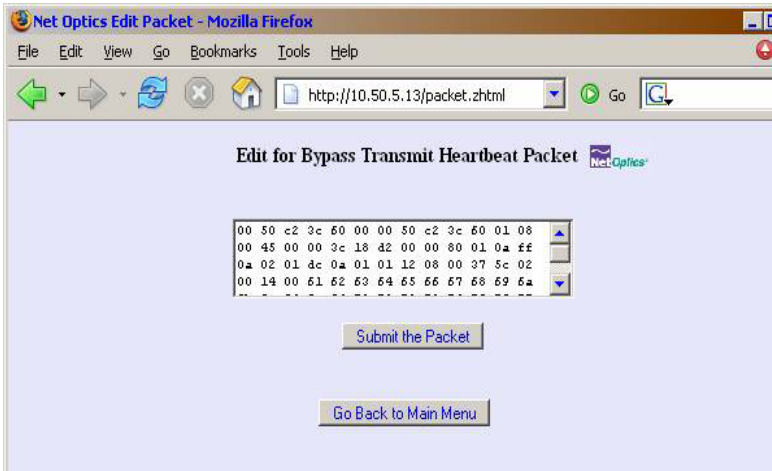 Net Optics Edit Packet - Mozilla Firefox
File Edit View Go Bookmarks Tools Help
http://10.50.5.13/packet.zhtml Go G
Edit for Bypass Transmit Heartbeat Packet Net Optics
00 50 c2 3c 60 00 00 50 c2 3c 60 01 08
00 45 00 00 3c 18 d2 00 00 80 01 0a ff
0a 02 01 dc 0a 01 01 12 08 00 37 5c 02
00 14 00 61 62 63 64 65 66 67 68 69 6a
Submit the Packet
Go Back to Main Menu